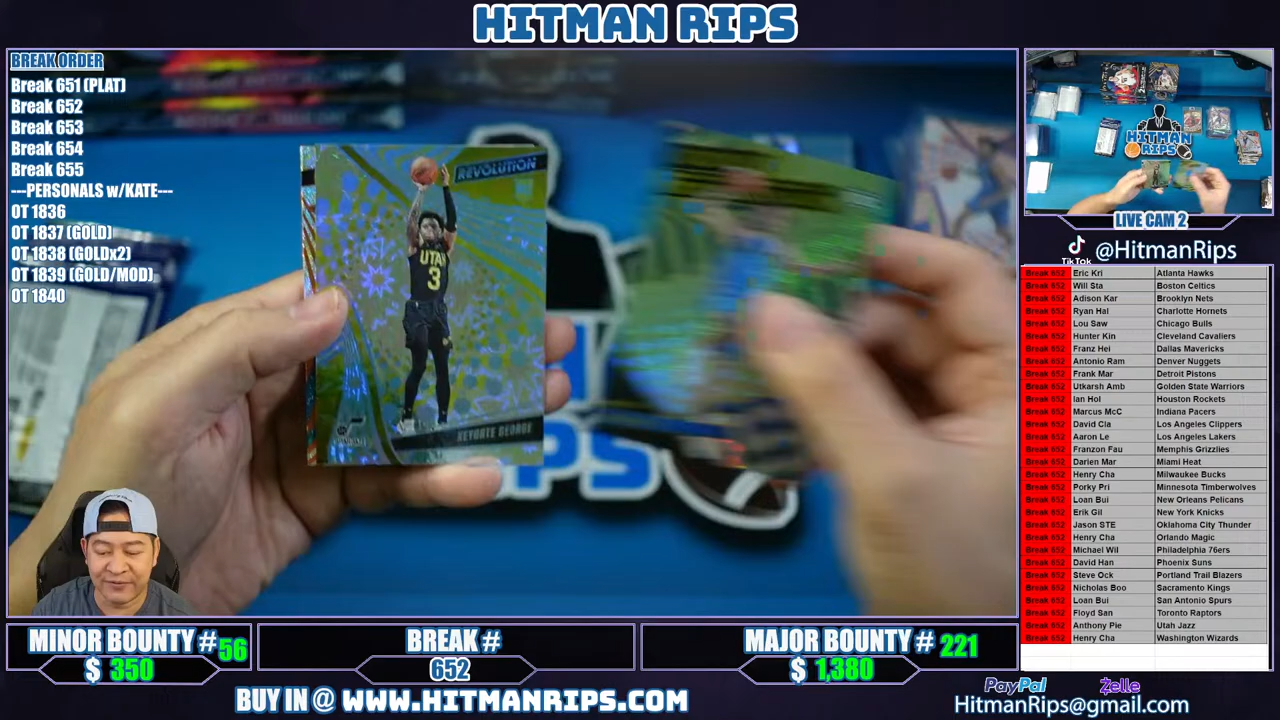 HITMAN RIPS
BREAK ORDER
Break 651 (PLAT)
Break 652
Break 653
Break 654
Break 655
---PERSONALS w/KATE---
OT 1836
OT 1837 (GOLD)
OT 1838 (GOLDx2)
OT 1839 (GOLD/MOD)
OT 1840
REVOLUTION
UTAH
3
KEYONTE GEORGE
RIPS
HITMAN
RIPS
LIVE CAM 2
TikTok
@HitmanRips
Break 652 Eric Kri Atlanta Hawks
Break 652 Will Sta Boston Celtics
Break 652 Adison Kar Brooklyn Nets
Break 652 Ryan Hal Charlotte Hornets
Break 652 Lou Saw Chicago Bulls
Break 652 Hunter Kin Cleveland Cavaliers
Break 652 Franz Hei Dallas Mavericks
Break 652 Antonio Ram Denver Nuggets
Break 652 Frank Mar Detroit Pistons
Break 652 Utkarsh Amb Golden State Warriors
Break 652 Ian Hol Houston Rockets
Break 652 Marcus McC Indiana Pacers
Break 652 David Cla Los Angeles Clippers
Break 652 Aaron Le Los Angeles Lakers
Break 652 Franzon Fau Memphis Grizzlies
Break 652 Darien Mar Miami Heat
Break 652 Henry Cha Milwaukee Bucks
Break 652 Porky Pri Minnesota Timberwolves
Break 652 Loan Bui New Orleans Pelicans
Break 652 Erik Gil New York Knicks
Break 652 Jason STE Oklahoma City Thunder
Break 652 Henry Cha Orlando Magic
Break 652 Michael Wil Philadelphia 76ers
Break 652 David Han Phoenix Suns
Break 652 Steve Ock Portland Trail Blazers
Break 652 Nicholas Boo Sacramento Kings
Break 652 Loan Bui San Antonio Spurs
Break 652 Floyd San Toronto Raptors
Break 652 Anthony Pie Utah Jazz
Break 652 Henry Cha Washington Wizards
MINOR BOUNTY # 56
$ 350
BREAK #
652
MAJOR BOUNTY # 221
$ 1,380
BUY IN @ WWW.HITMANRIPS.COM
PayPal Zelle
HitmanRips@gmail.com